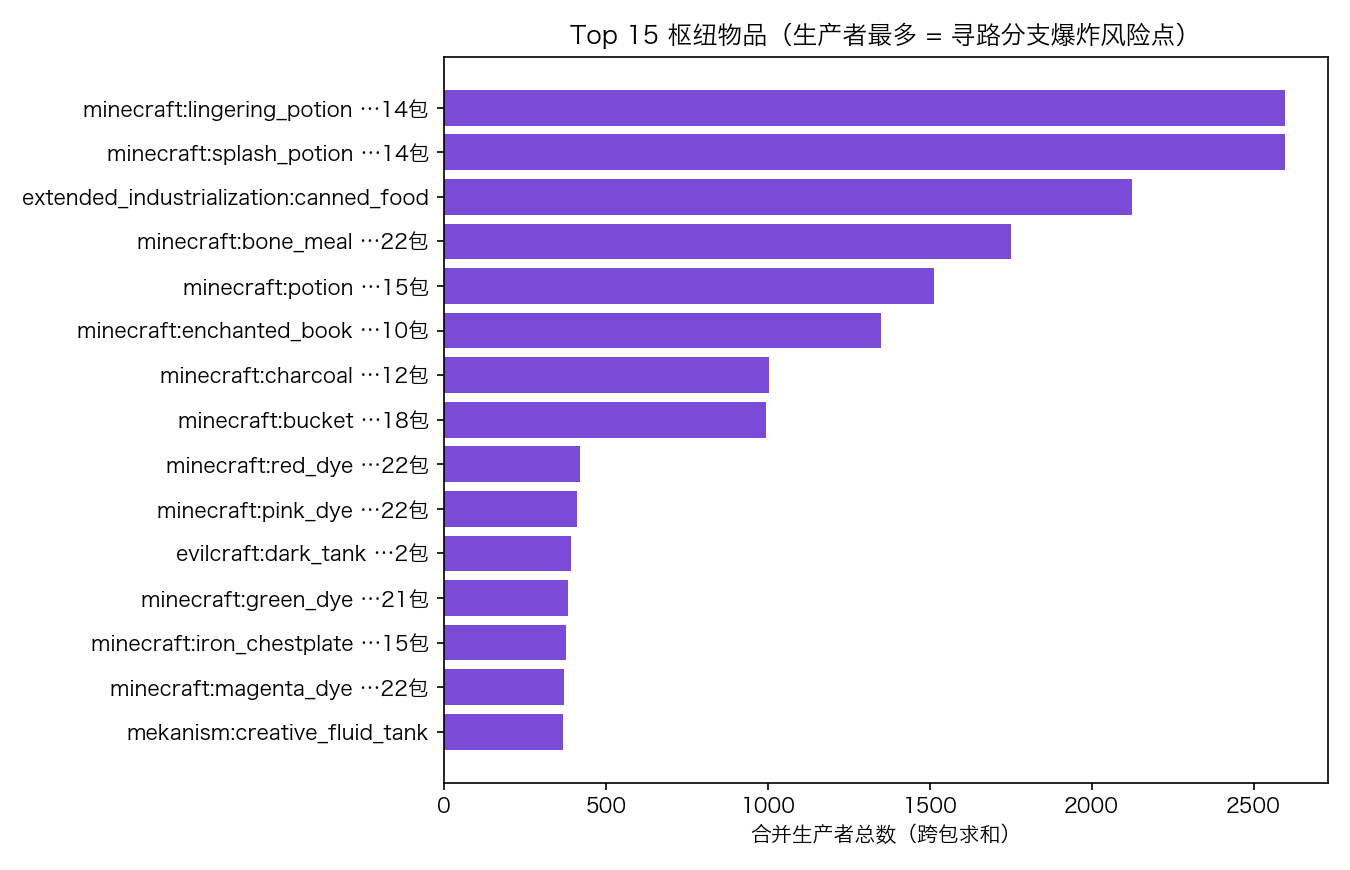 Top 15 枢纽物品（生产者最多 = 寻路分支爆炸风险点）
minecraft:lingering_potion …14包
minecraft:splash_potion …14包
extended_industrialization:canned_food
minecraft:bone_meal …22包
minecraft:potion …15包
minecraft:enchanted_book …10包
minecraft:charcoal …12包
minecraft:bucket …18包
minecraft:red_dye …22包
minecraft:pink_dye …22包
evilcraft:dark_tank …2包
minecraft:green_dye …21包
minecraft:iron_chestplate …15包
minecraft:magenta_dye …22包
mekanism:creative_fluid_tank
0 500 1000 1500 2000 2500
合并生产者总数（跨包求和）